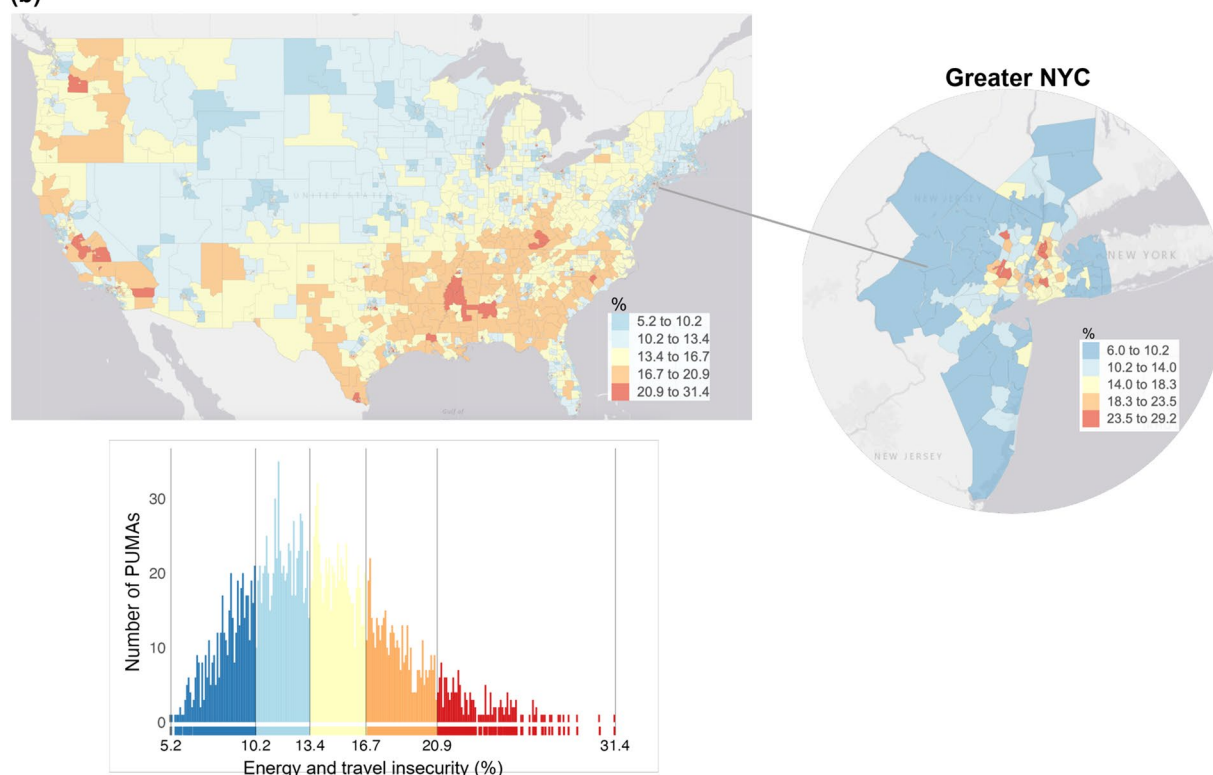 (b)
Greater NYC
UNITED STATES
NEW JERSEY
NEW YORK
NEW JERSEY
Gulf of
%
5.2 to 10.2
10.2 to 13.4
13.4 to 16.7
16.7 to 20.9
20.9 to 31.4
%
6.0 to 10.2
10.2 to 14.0
14.0 to 18.3
18.3 to 23.5
23.5 to 29.2
Number of PUMAs
30
20
10
0
5.2 10.2 13.4 16.7 20.9 31.4
Energy and travel insecurity (%)